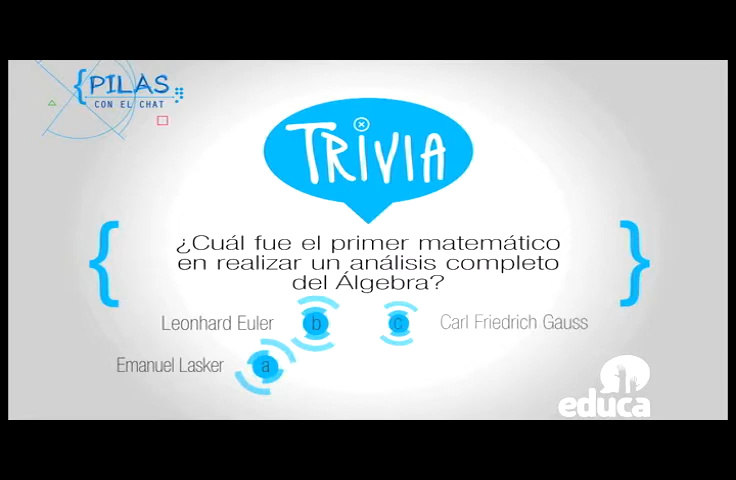 {PILAS
CON EL CHAT
TRIVIA
¿Cuál fue el primer matemático
en realizar un análisis completo
del Álgebra?
Leonhard Euler b
c Carl Friedrich Gauss
Emanuel Lasker a
educa